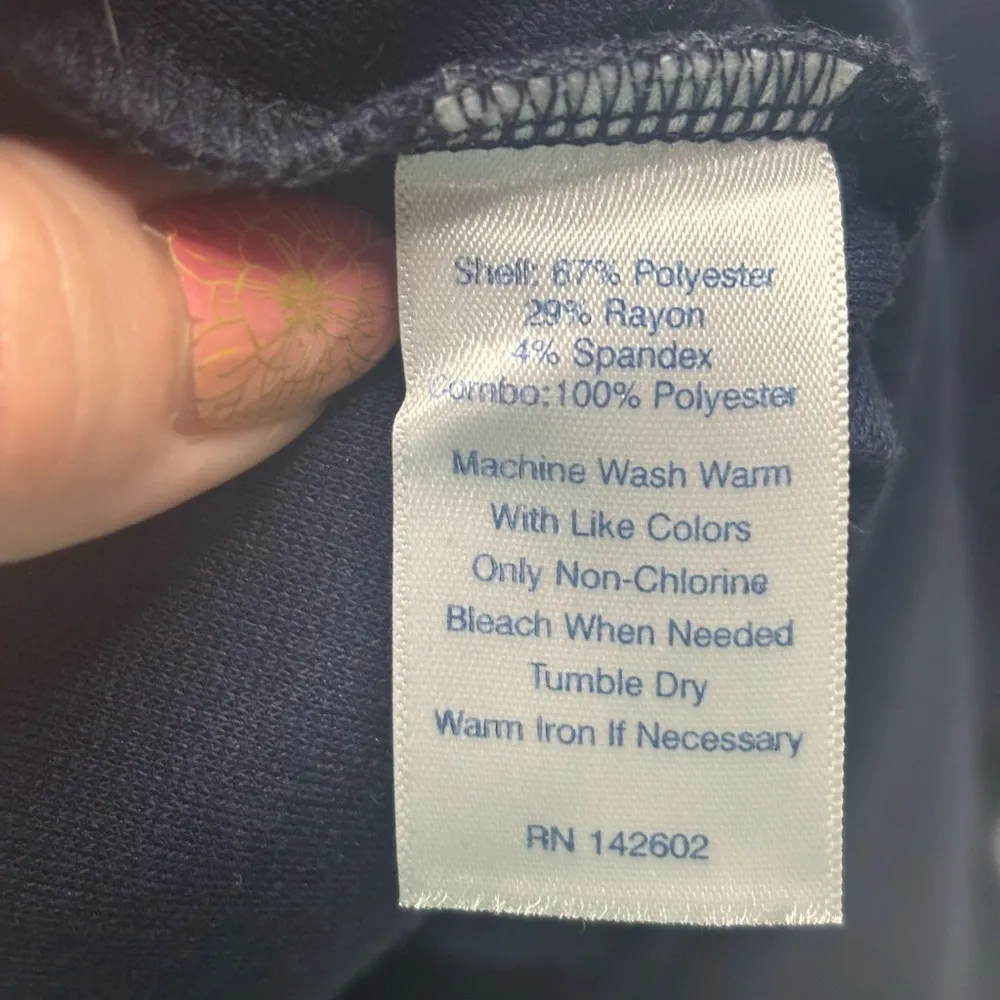 Shell: 67% Polyester
29% Rayon
4% Spandex
Combo:100% Polyester
Machine Wash Warm
With Like Colors
Only Non-Chlorine
Bleach When Needed
Tumble Dry
Warm Iron If Necessary
RN 142602